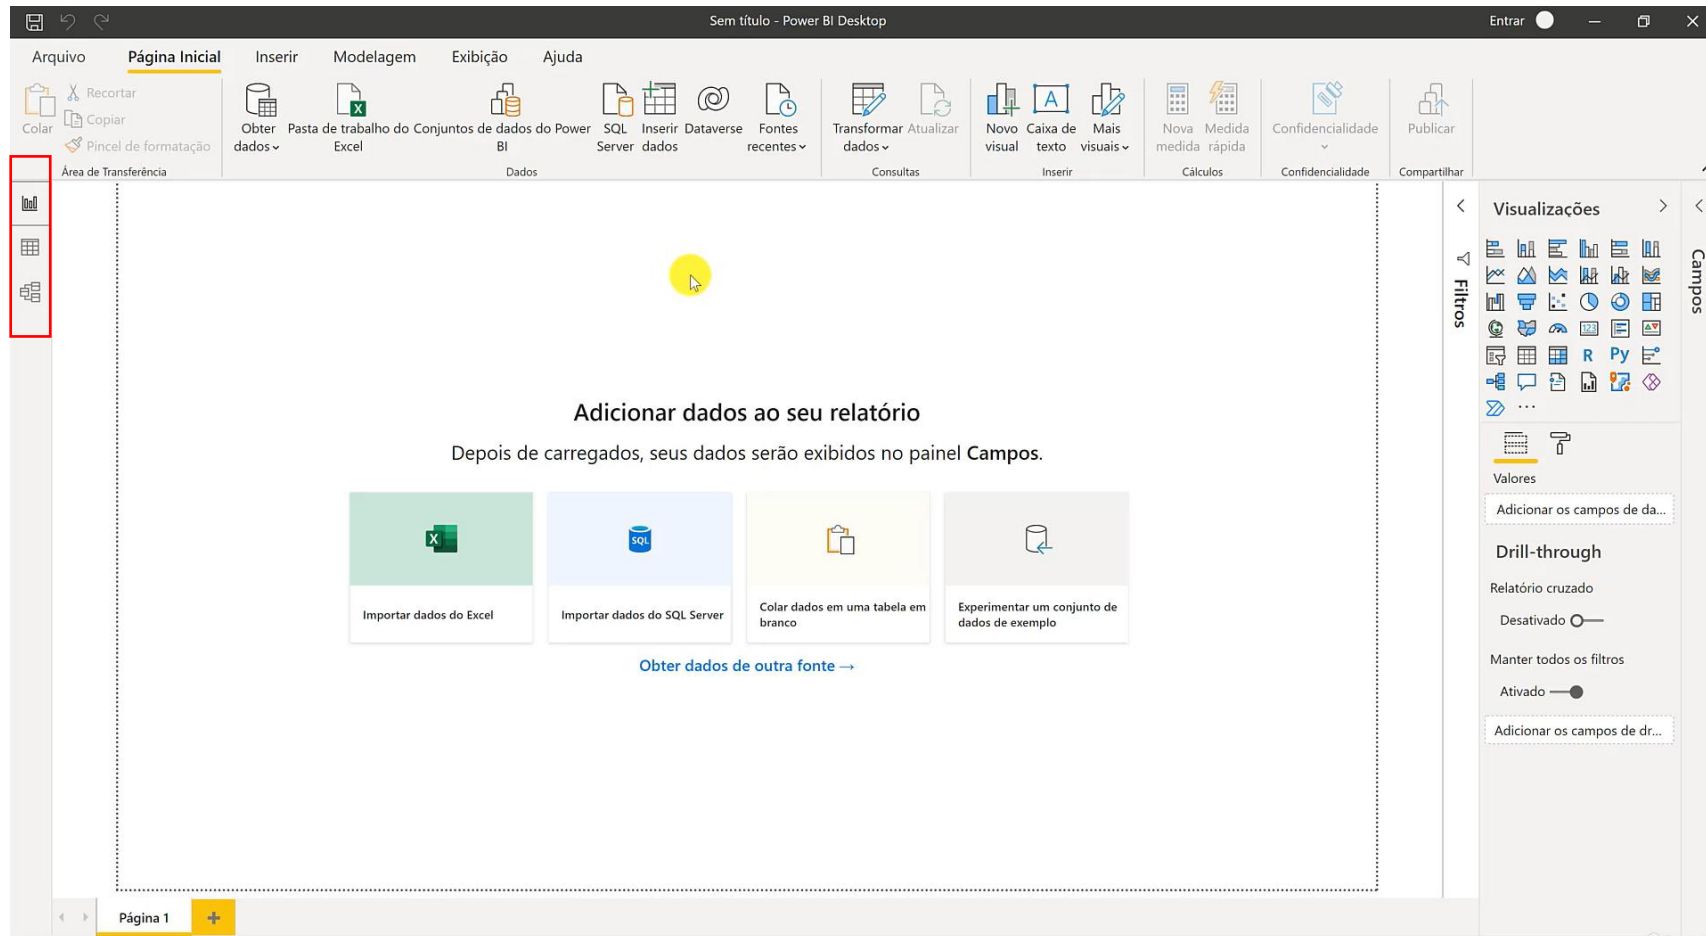 Sem título - Power BI Desktop
Entrar
Arquivo
Página Inicial
Inserir
Modelagem
Exibição
Ajuda
Colar
Recortar
Copiar
Pincel de formatação
Área de Transferência
Obter dados
Pasta de trabalho do Excel
Conjuntos de dados do Power BI
SQL Server
Inserir dados
Dataverse
Fontes recentes
Dados
Transformar dados
Atualizar
Consultas
Novo visual
Caixa de texto
Mais visuais
Inserir
Nova medida
Medida rápida
Cálculos
Confidencialidade
Confidencialidade
Publicar
Compartilhar
Adicionar dados ao seu relatório
Depois de carregados, seus dados serão exibidos no painel Campos.
Importar dados do Excel
SQL
Importar dados do SQL Server
Colar dados em uma tabela em
branco
Experimentar um conjunto de
dados de exemplo
Obter dados de outra fonte →
Filtros
Visualizações
123
R
Py
Valores
Adicionar os campos de da...
Drill-through
Relatório cruzado
Desativado
Manter todos os filtros
Ativado
Adicionar os campos de dr...
Campos
Página 1